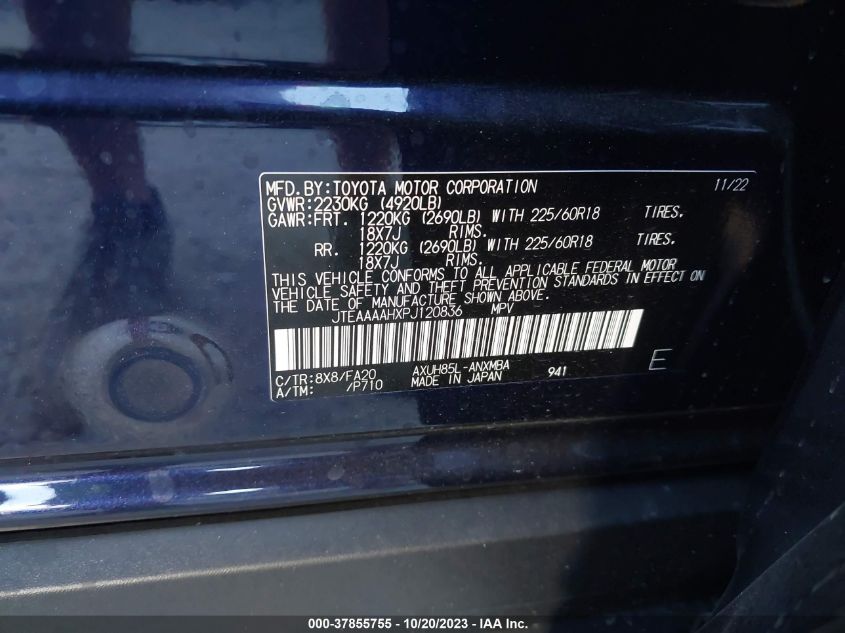 MFD.BY:TOYOTA MOTOR CORPORATION 11/22
GVWR:2230KG (4920LB)
GAWR:FRT. 1220KG (2690LB) WITH 225/60R18 TIRES.
18X7J RIMS.
RR. 1220KG (2690LB) WITH 225/60R18 TIRES.
18X7J RIMS.
THIS VEHICLE CONFORMS TO ALL APPLICABLE FEDERAL MOTOR
VEHICLE SAFETY AND THEFT PREVENTION STANDARDS IN EFFECT ON
THE DATE OF MANUFACTURE SHOWN ABOVE.
JTEAAAAHXPJ120836 MPV
C/TR:8X8/FA20 AXUH85L-ANXMBA
A/TM: /P710 MADE IN JAPAN 941 E
000-37855755 - 10/20/2023 - IAA Inc.